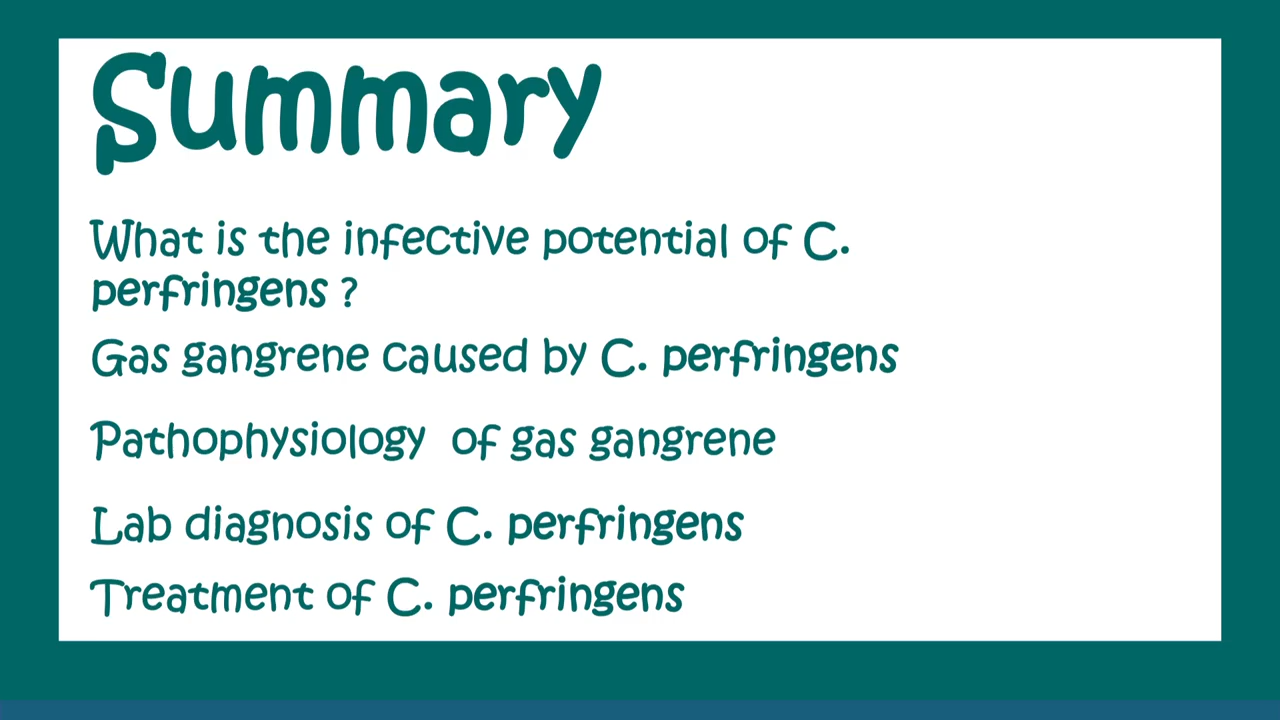 Summary
What is the infective potential of C.
perfringens ?
Gas gangrene caused by C. perfringens
Pathophysiology  of gas gangrene
Lab diagnosis of C. perfringens
Treatment of C. perfringens